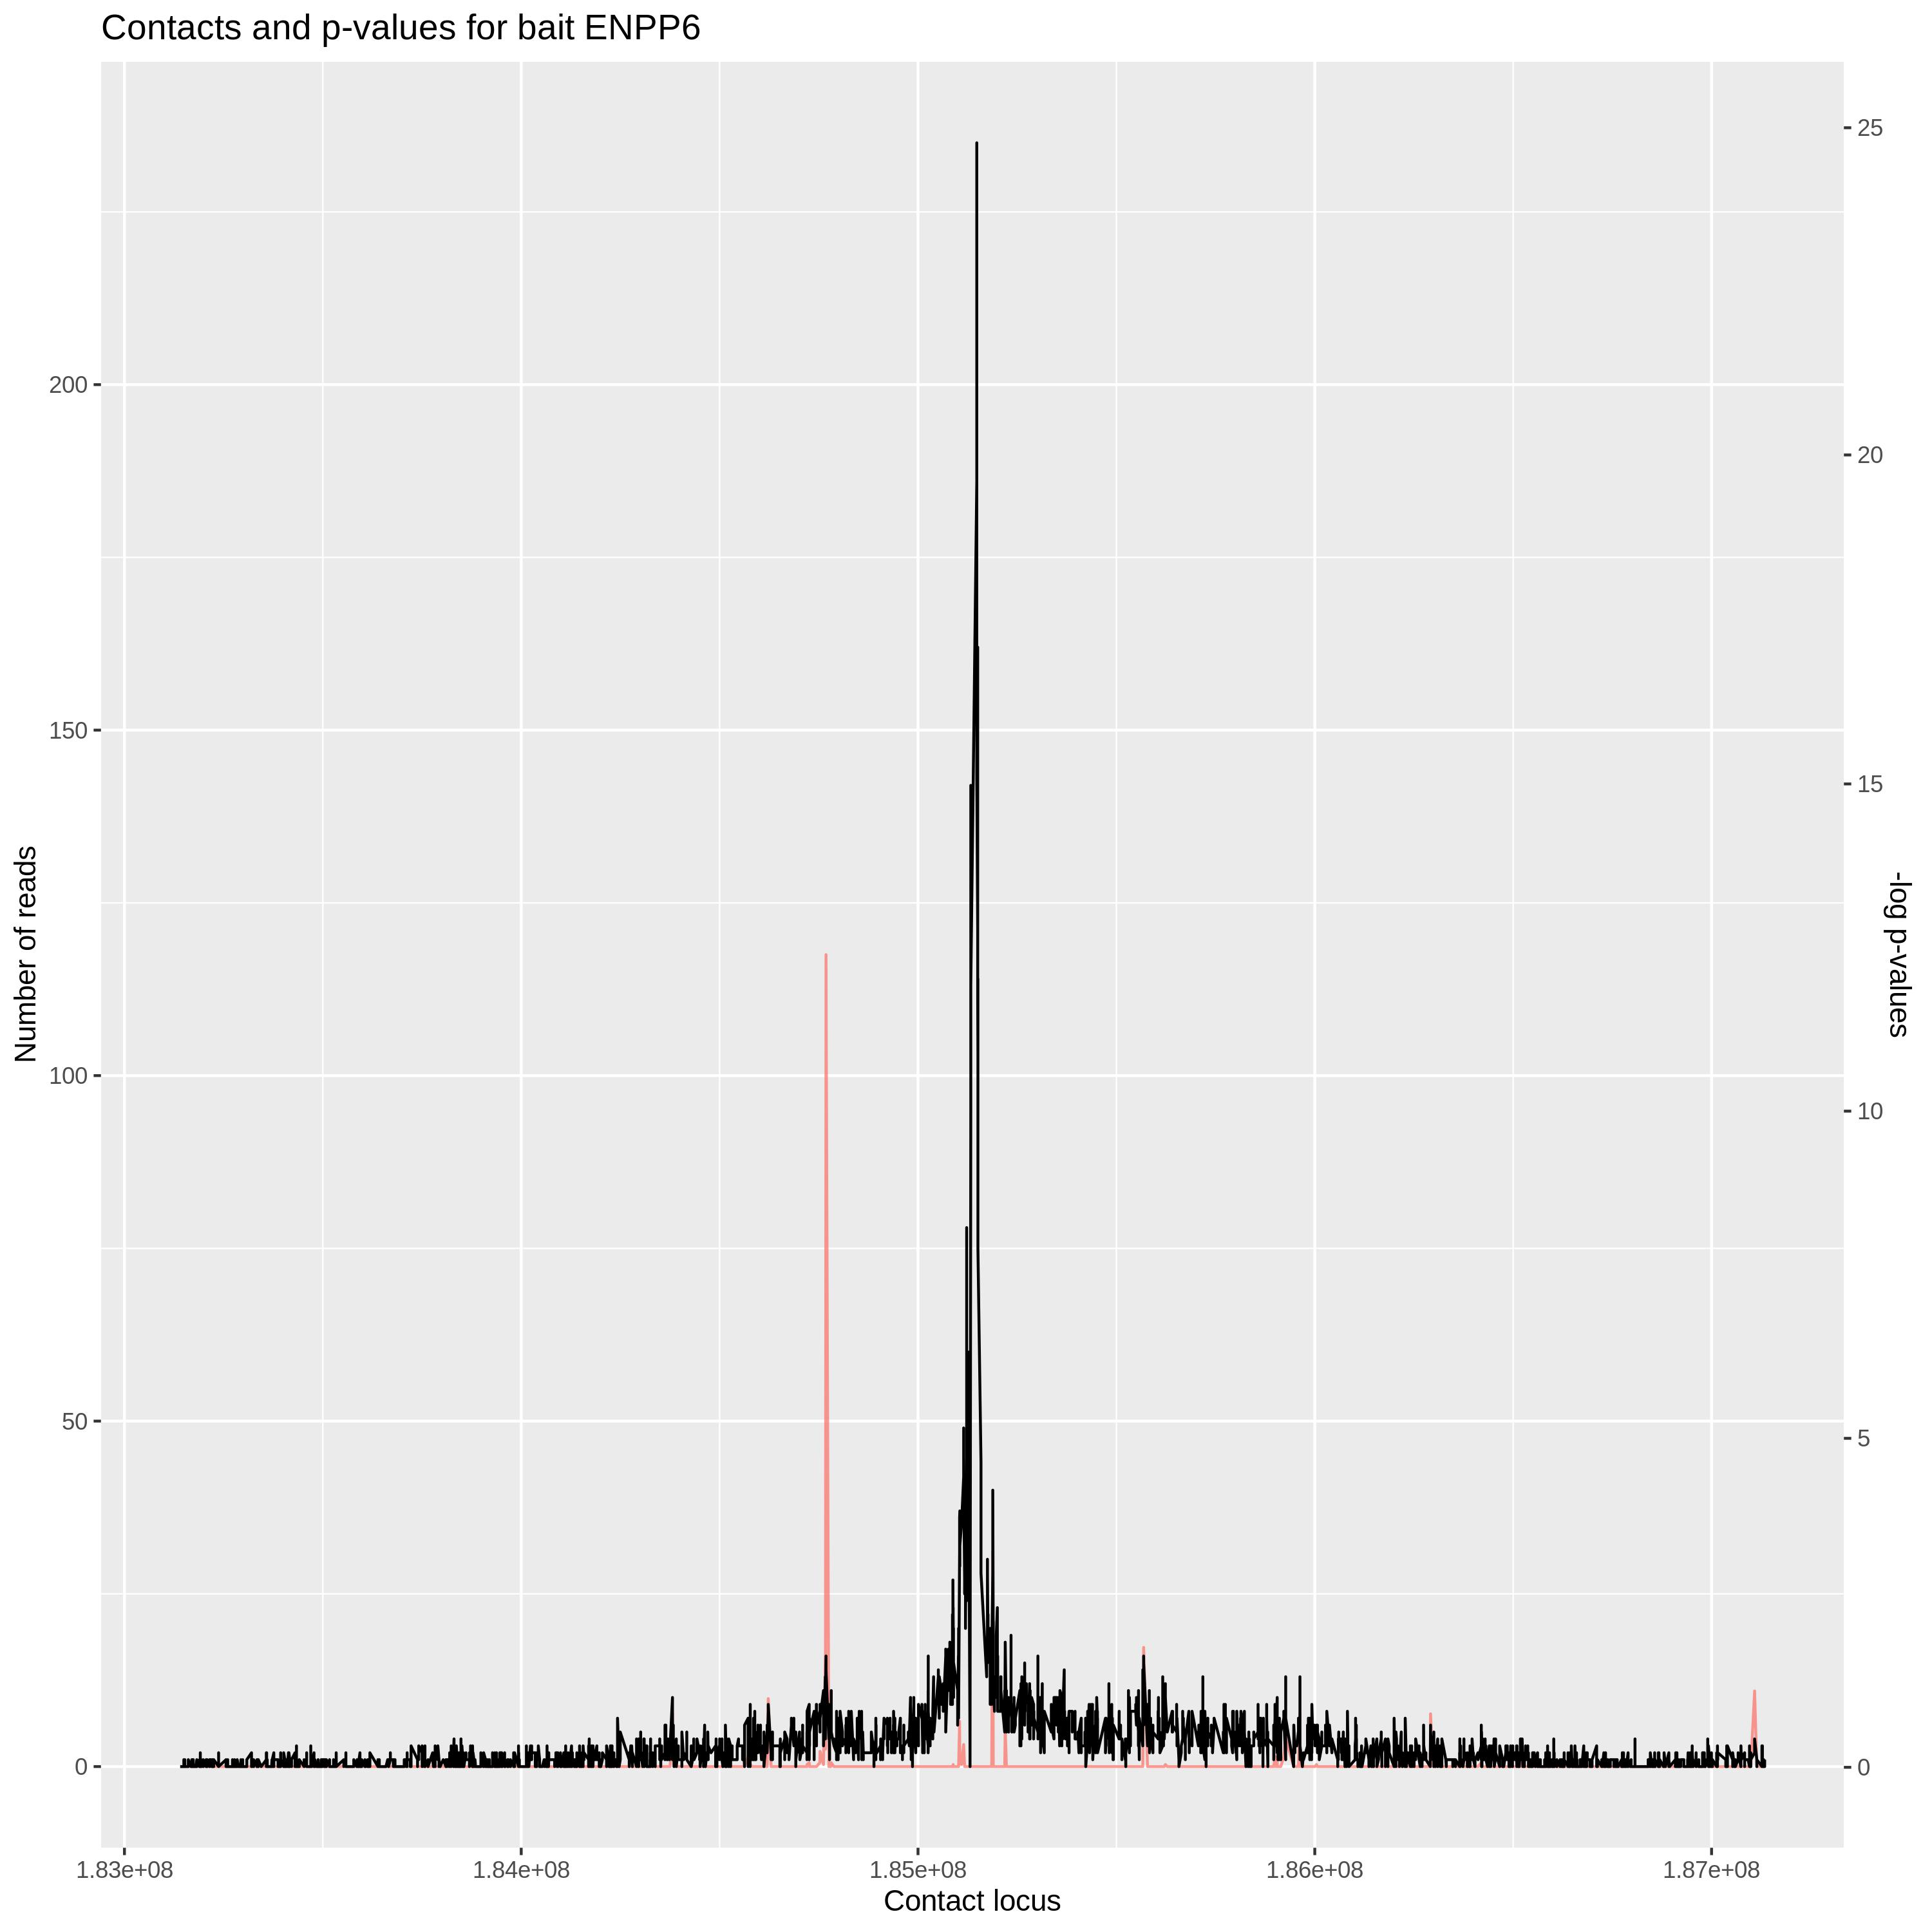 Contacts and p-values for bait ENPP6
Number of reads
200
150
100
50
0
25
20
15
10
5
0
-log p-values
1.83e+08
1.84e+08
1.85e+08
1.86e+08
1.87e+08
Contact locus